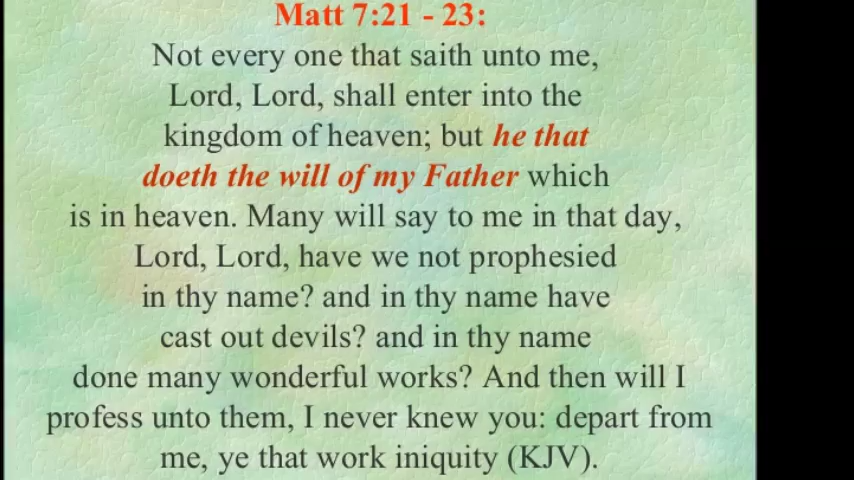 Matt 7:21 - 23:
Not every one that saith unto me,
Lord, Lord, shall enter into the
kingdom of heaven; but he that
doeth the will of my Father which
is in heaven. Many will say to me in that day,
Lord, Lord, have we not prophesied
in thy name? and in thy name have
cast out devils? and in thy name
done many wonderful works? And then will I
profess unto them, I never knew you: depart from
me, ye that work iniquity (KJV).